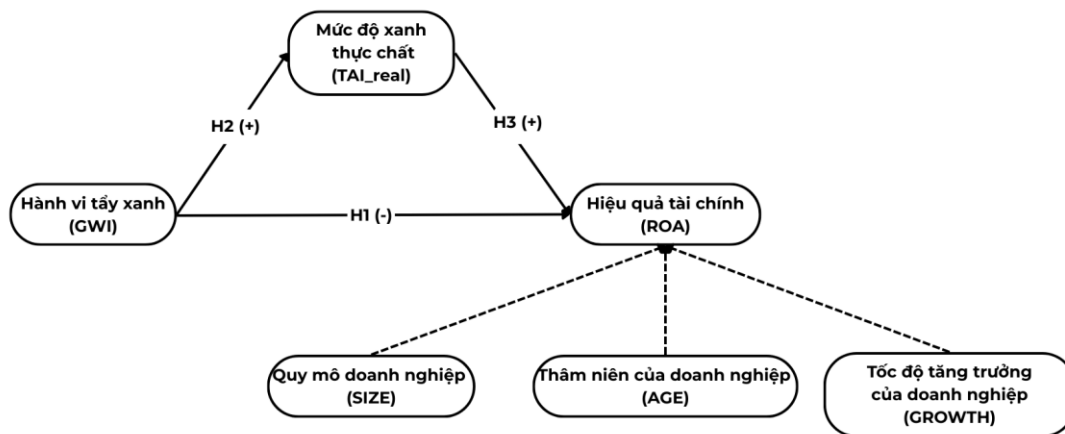 Mức độ xanh
thực chất
(TAI_real)
H2 (+)
H3 (+)
Hành vi tẩy xanh
(GWI)
H1 (-)
Hiệu quả tài chính
(ROA)
Quy mô doanh nghiệp
(SIZE)
Thâm niên của doanh nghiệp
(AGE)
Tốc độ tăng trưởng
của doanh nghiệp
(GROWTH)